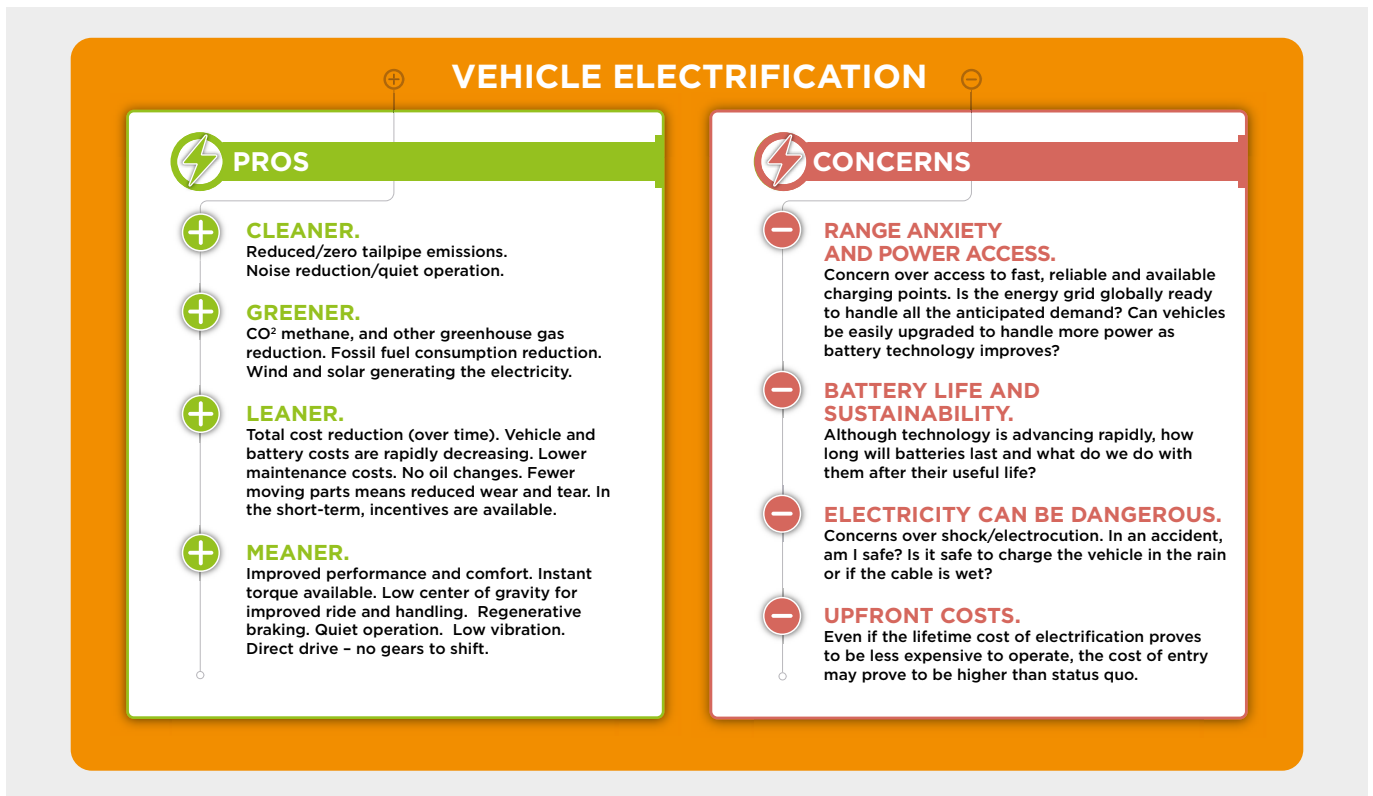 VEHICLE ELECTRIFICATION
PROS
CLEANER.
Reduced/zero tailpipe emissions.
Noise reduction/quiet operation.
GREENER.
CO² methane, and other greenhouse gas
reduction. Fossil fuel consumption reduction.
Wind and solar generating the electricity.
LEANER.
Total cost reduction (over time). Vehicle and
battery costs are rapidly decreasing. Lower
maintenance costs. No oil changes. Fewer
moving parts means reduced wear and tear. In
the short-term, incentives are available.
MEANER.
Improved performance and comfort. Instant
torque available. Low center of gravity for
improved ride and handling.  Regenerative
braking. Quiet operation.  Low vibration.
Direct drive – no gears to shift.
CONCERNS
RANGE ANXIETY
AND POWER ACCESS.
Concern over access to fast, reliable and available
charging points. Is the energy grid globally ready
to handle all the anticipated demand? Can vehicles
be easily upgraded to handle more power as
battery technology improves?
BATTERY LIFE AND
SUSTAINABILITY.
Although technology is advancing rapidly, how
long will batteries last and what do we do with
them after their useful life?
ELECTRICITY CAN BE DANGEROUS.
Concerns over shock/electrocution. In an accident,
am I safe? Is it safe to charge the vehicle in the rain
or if the cable is wet?
UPFRONT COSTS.
Even if the lifetime cost of electrification proves
to be less expensive to operate, the cost of entry
may prove to be higher than status quo.